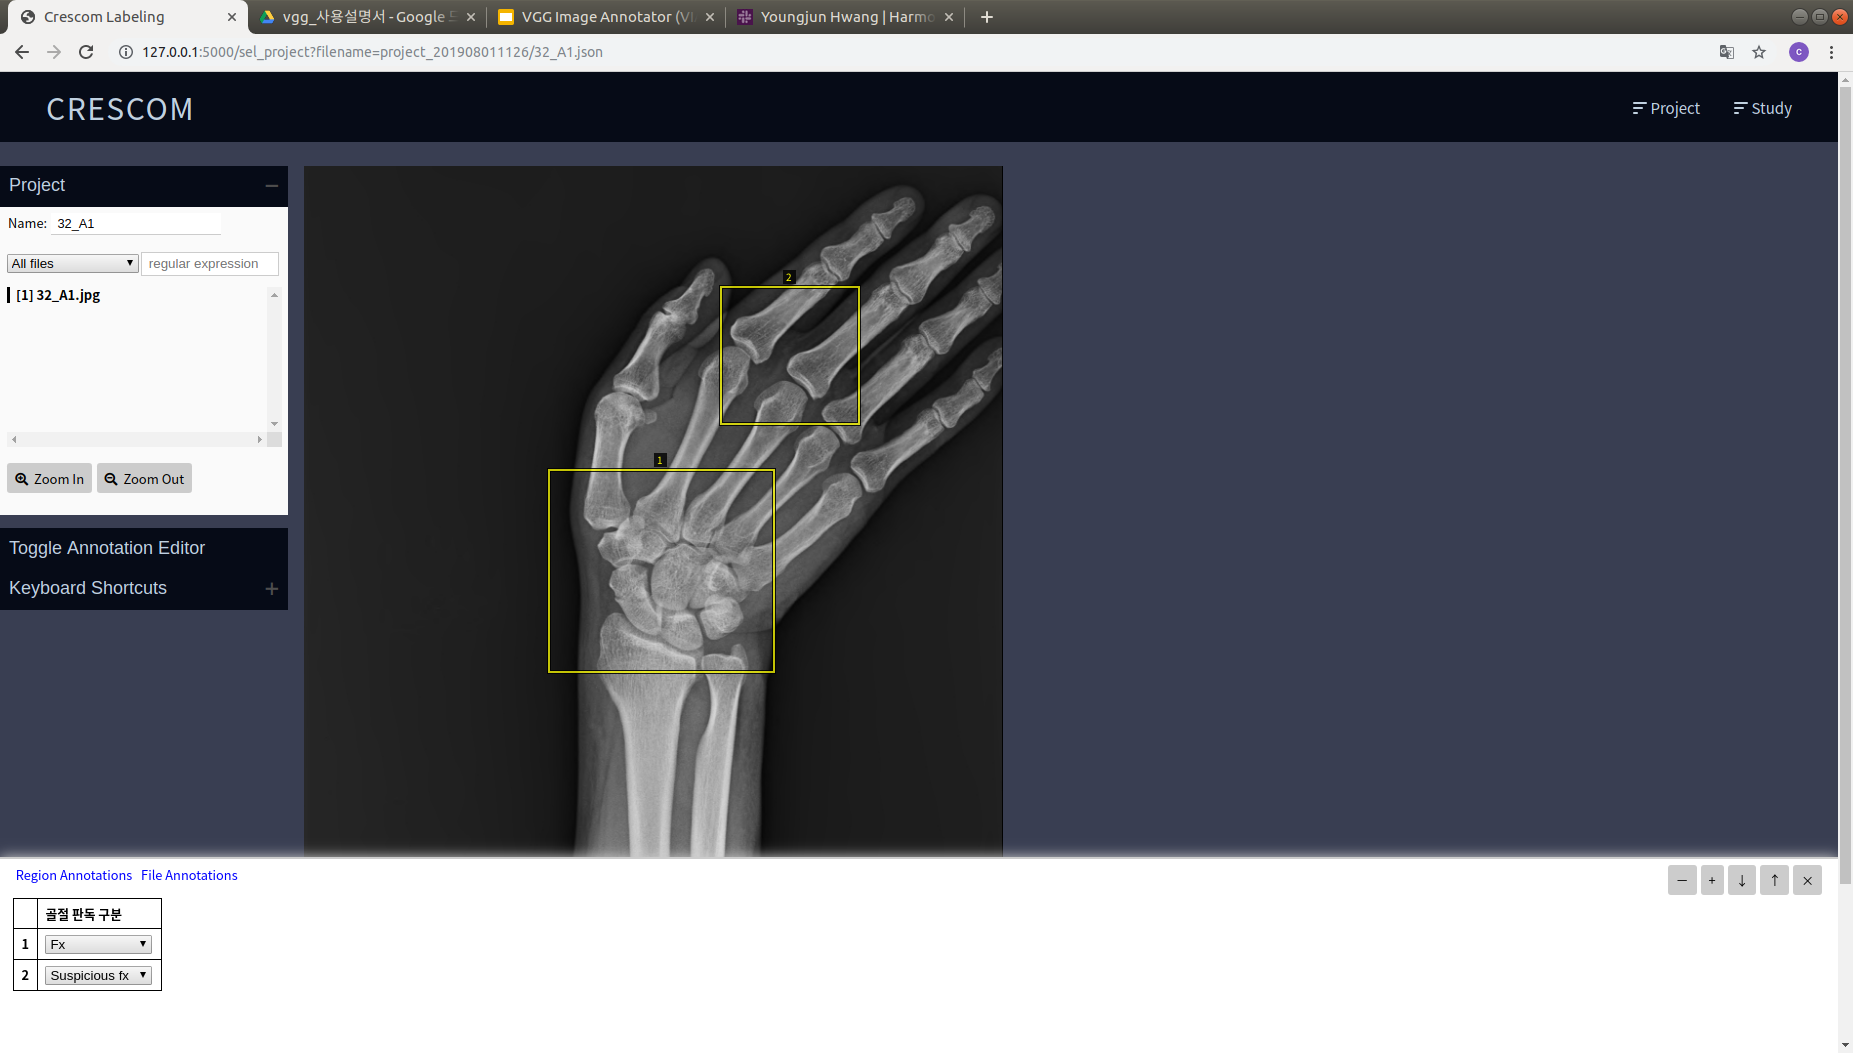 Crescom Labeling
vgg_사용설명서 - Google
VGG Image Annotator (VI
Youngjun Hwang | Harmo
127.0.0.1:5000/sel_project?filename=project_201908011126/32_A1.json
c
CRESCOM
Project
Study
Project
Name: 32_A1
All files
regular expression
[1] 32_A1.jpg
Zoom In
Zoom Out
Toggle Annotation Editor
Keyboard Shortcuts
2
1
Region Annotations File Annotations
골절 판독 구분
1 Fx
2 Suspicious fx